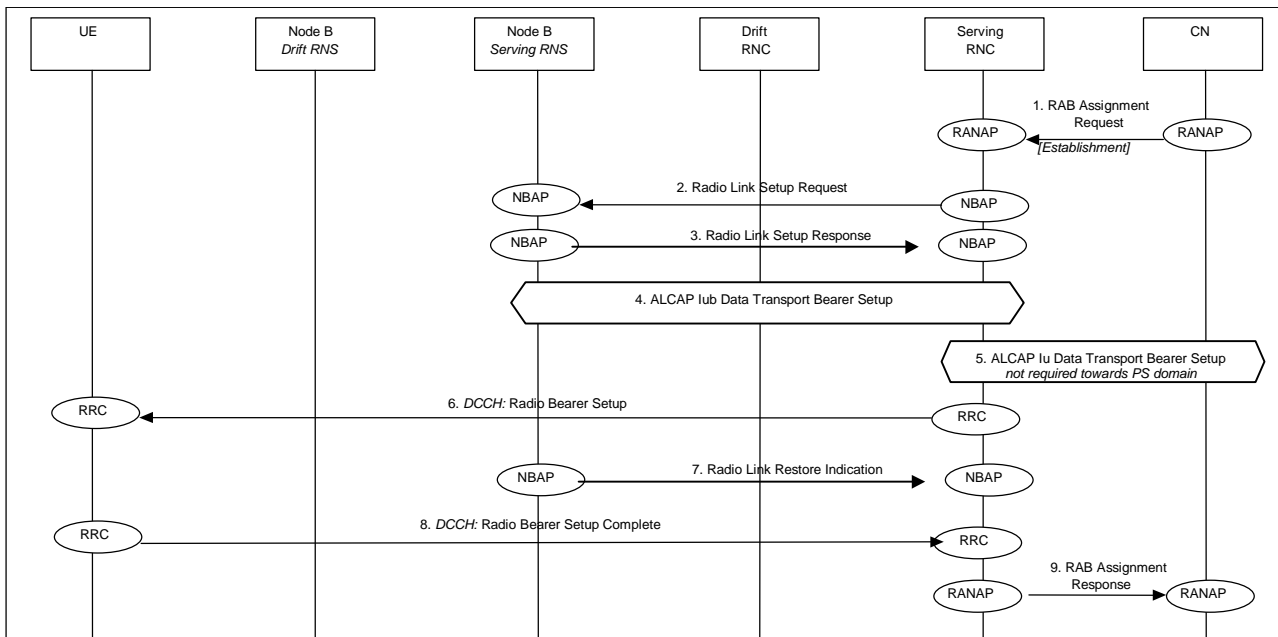 UE
Node B
Drift RNS
Node B
Serving RNS
Drift
RNC
Serving
RNC
CN
1. RAB Assignment
Request
RANAP
RANAP
[Establishment]
2. Radio Link Setup Request
NBAP
NBAP
3. Radio Link Setup Response
NBAP
NBAP
4. ALCAP Iub Data Transport Bearer Setup
5. ALCAP Iu Data Transport Bearer Setup
not required towards PS domain
6. DCCH: Radio Bearer Setup
RRC
RRC
7. Radio Link Restore Indication
NBAP
NBAP
8. DCCH: Radio Bearer Setup Complete
RRC
RRC
9. RAB Assignment
Response
RANAP
RANAP